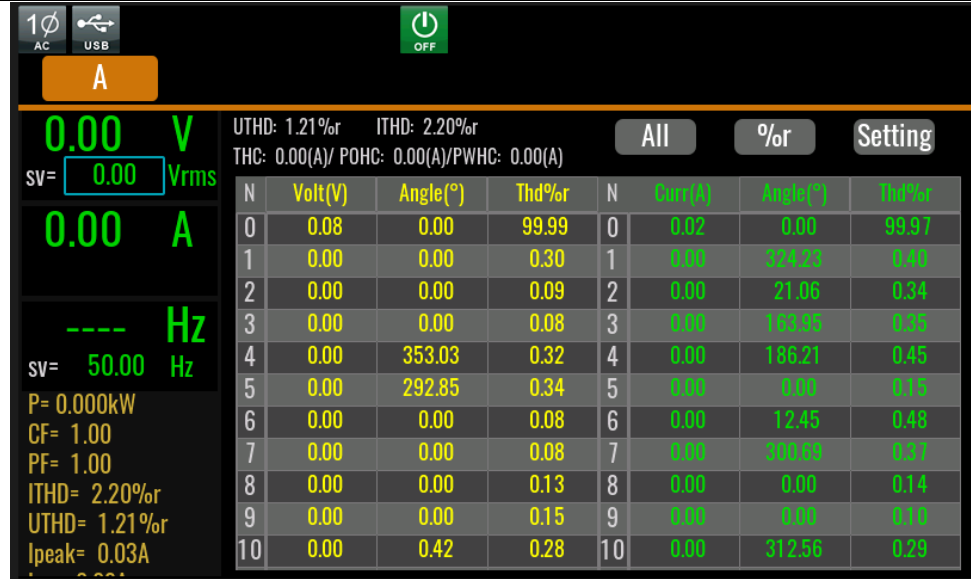 1Ø AC USB OFF
A
0.00 V
sv= 0.00 Vrms
0.00 A
---- Hz
sv= 50.00 Hz
P= 0.000kW
CF= 1.00
PF= 1.00
ITHD= 2.20%r
UTHD= 1.21%r
Ipeak= 0.03A
UTHD: 1.21%r ITHD: 2.20%r
THC: 0.00(A)/ POHC: 0.00(A)/PWHC: 0.00(A)
All %r Setting
N Volt(V) Angle(°) Thd%r N Curr(A) Angle(°) Thd%r
0 0.08 0.00 99.99 0 0.02 0.00 99.97
1 0.00 0.00 0.30 1 0.00 324.23 0.40
2 0.00 0.00 0.09 2 0.00 21.06 0.34
3 0.00 0.00 0.08 3 0.00 163.95 0.35
4 0.00 353.03 0.32 4 0.00 186.21 0.45
5 0.00 292.85 0.34 5 0.00 0.00 0.15
6 0.00 0.00 0.08 6 0.00 12.45 0.48
7 0.00 0.00 0.08 7 0.00 300.69 0.37
8 0.00 0.00 0.13 8 0.00 0.00 0.14
9 0.00 0.00 0.15 9 0.00 0.00 0.10
10 0.00 0.42 0.28 10 0.00 312.56 0.29